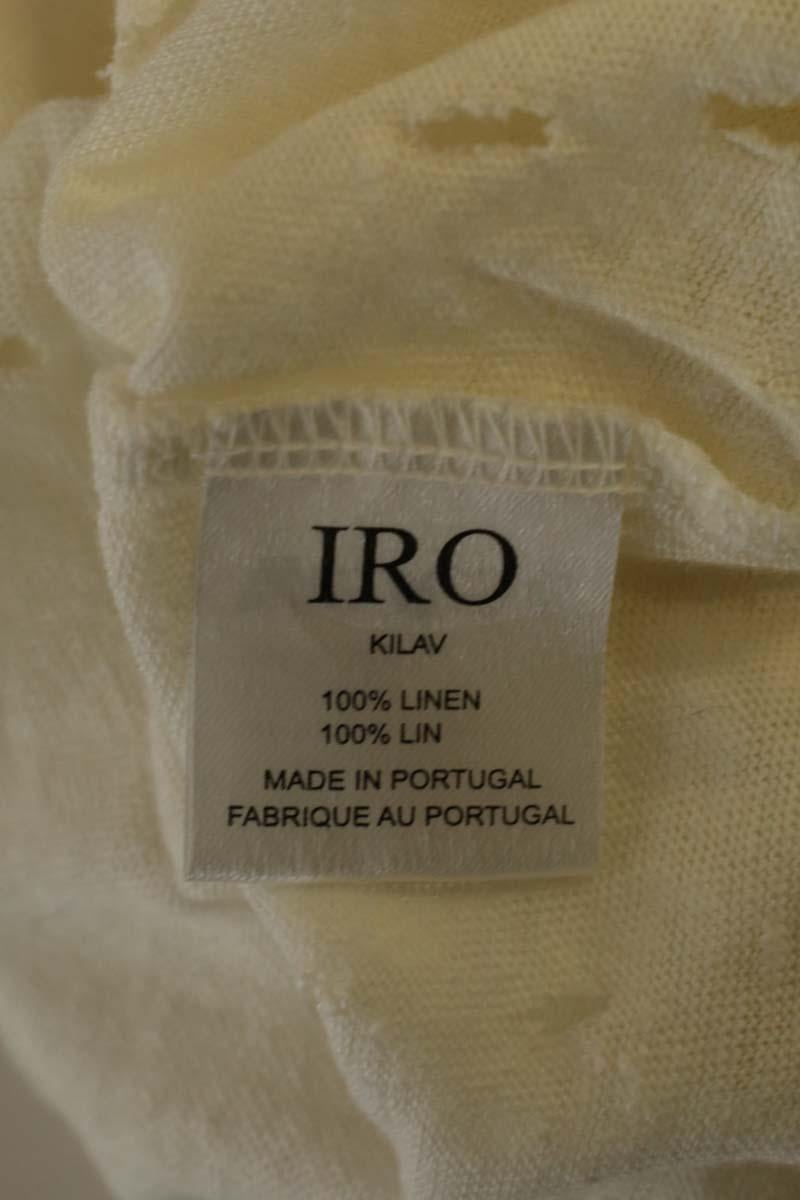 IRO
KILAV
100% LINEN
100% LIN
MADE IN PORTUGAL
FABRIQUE AU PORTUGAL